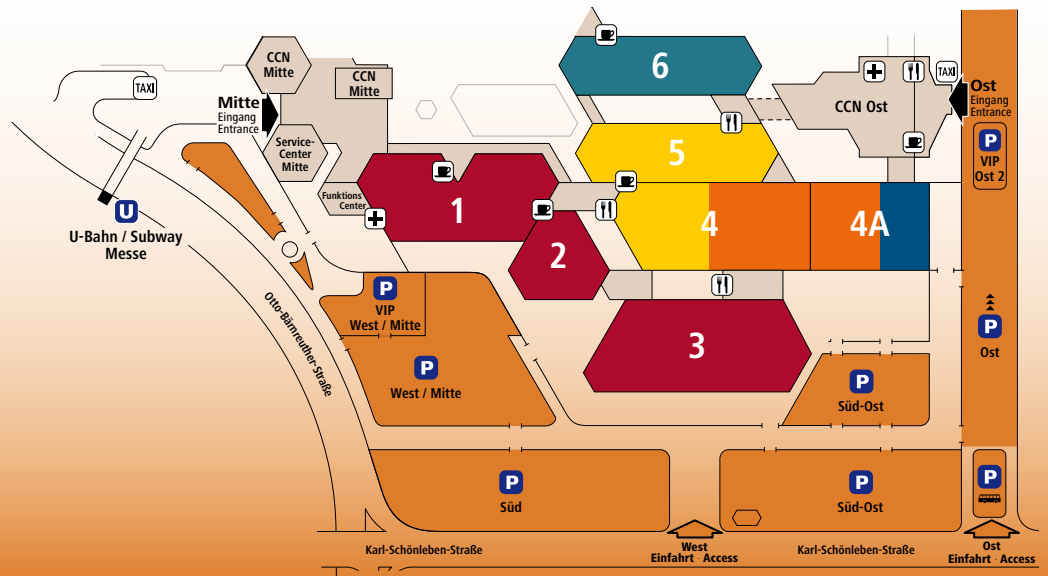 CCN
Mitte
CCN
Mitte
6
TAXI
Mitte
Eingang
Entrance
CCN Ost
TAXI
Ost
Eingang
Entrance
Service-
Center
Mitte
5
P
VIP
Ost 2
Funktions
Center
1
4
4A
U
U-Bahn / Subway
Messe
2
P
VIP
West / Mitte
Otto-Bärnreuther-Straße
3
P
Ost
P
West / Mitte
P
Süd-Ost
P
Süd
P
Süd-Ost
P
Karl-Schönleben-Straße
West
Einfahrt · Access
Karl-Schönleben-Straße
Ost
Einfahrt · Access